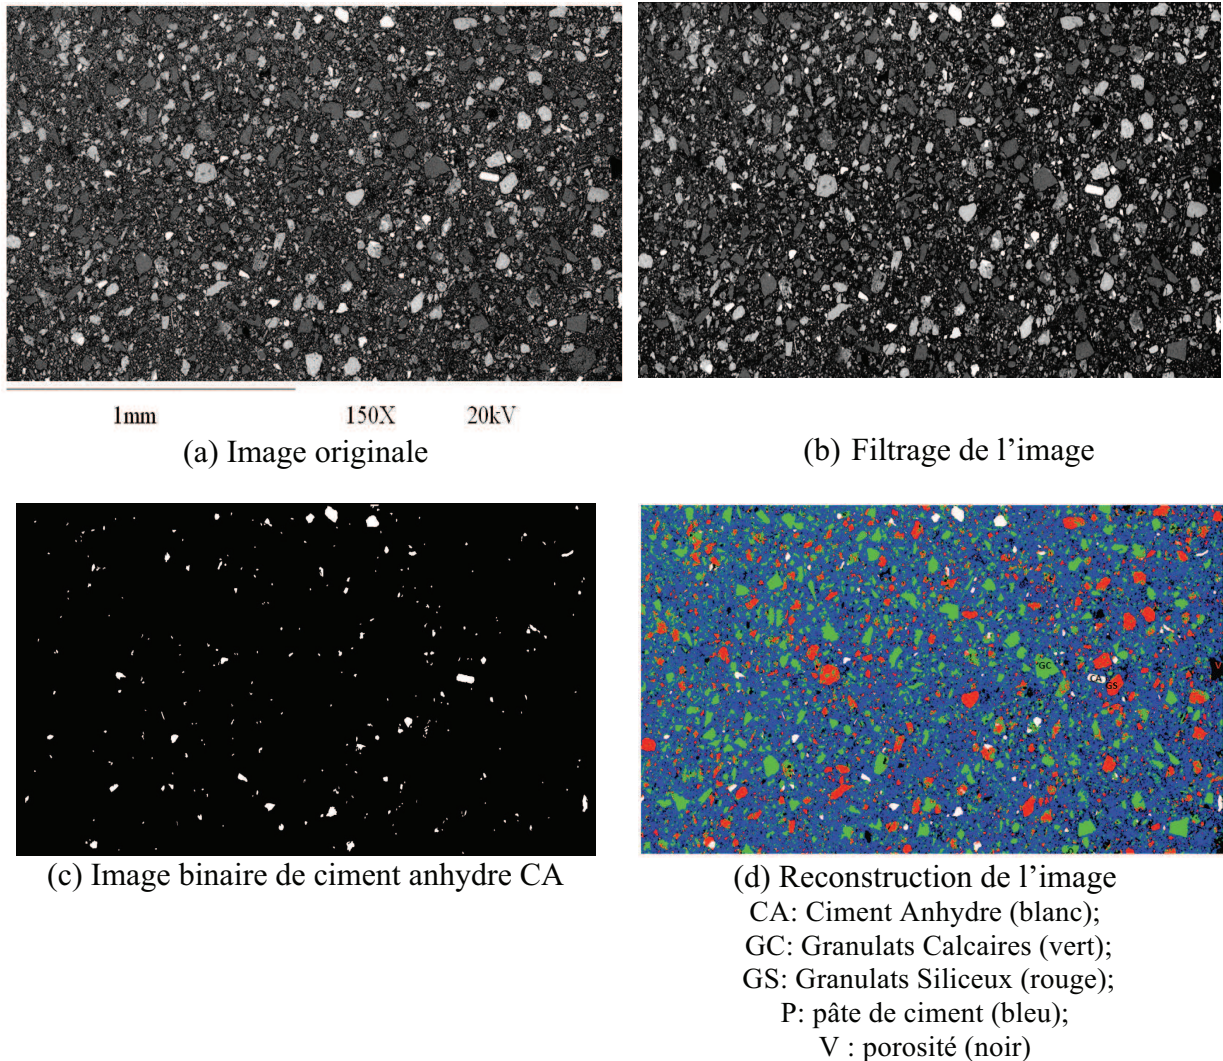 1mm 150X 20kV
(a) Image originale
(b) Filtrage de l’image
GC
CA
GS
V
(c) Image binaire de ciment anhydre CA
(d) Reconstruction de l’image
CA: Ciment Anhydre (blanc);
GC: Granulats Calcaires (vert);
GS: Granulats Siliceux (rouge);
P: pâte de ciment (bleu);
V : porosité (noir)